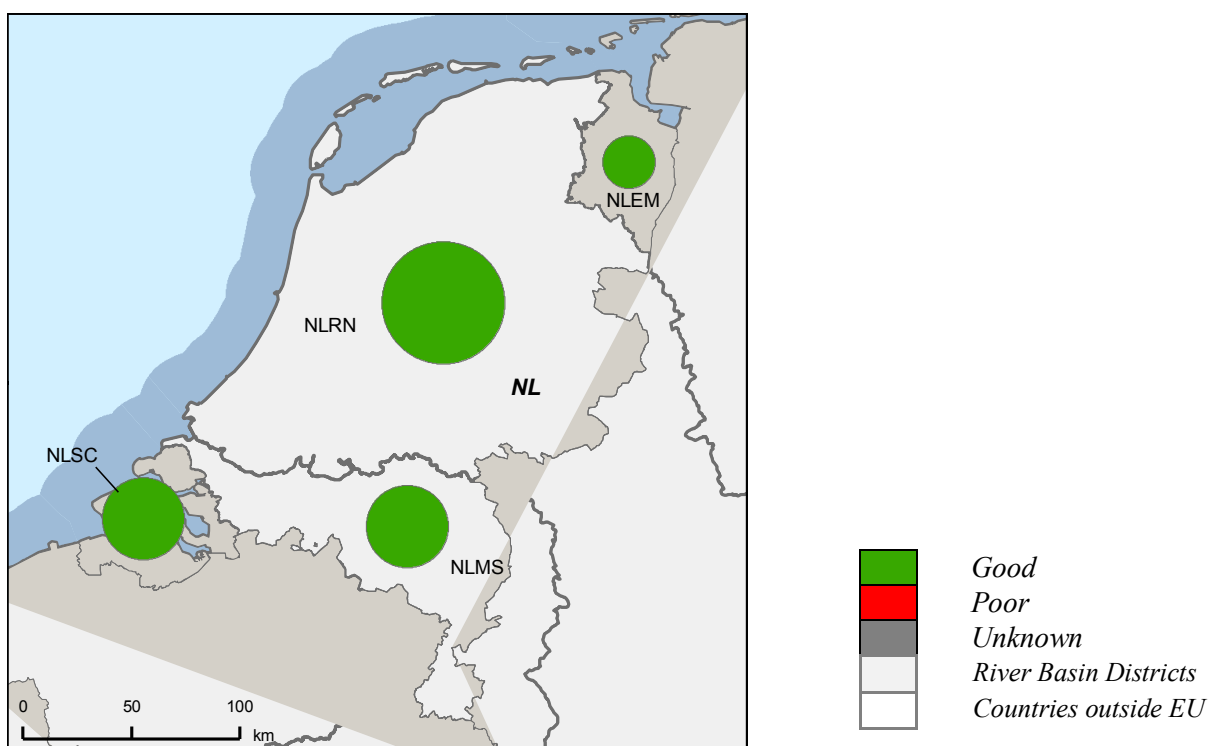 NLEM
NLRN
NL
NLSC
NLMS
0 50 100
km
Good
Poor
Unknown
River Basin Districts
Countries outside EU